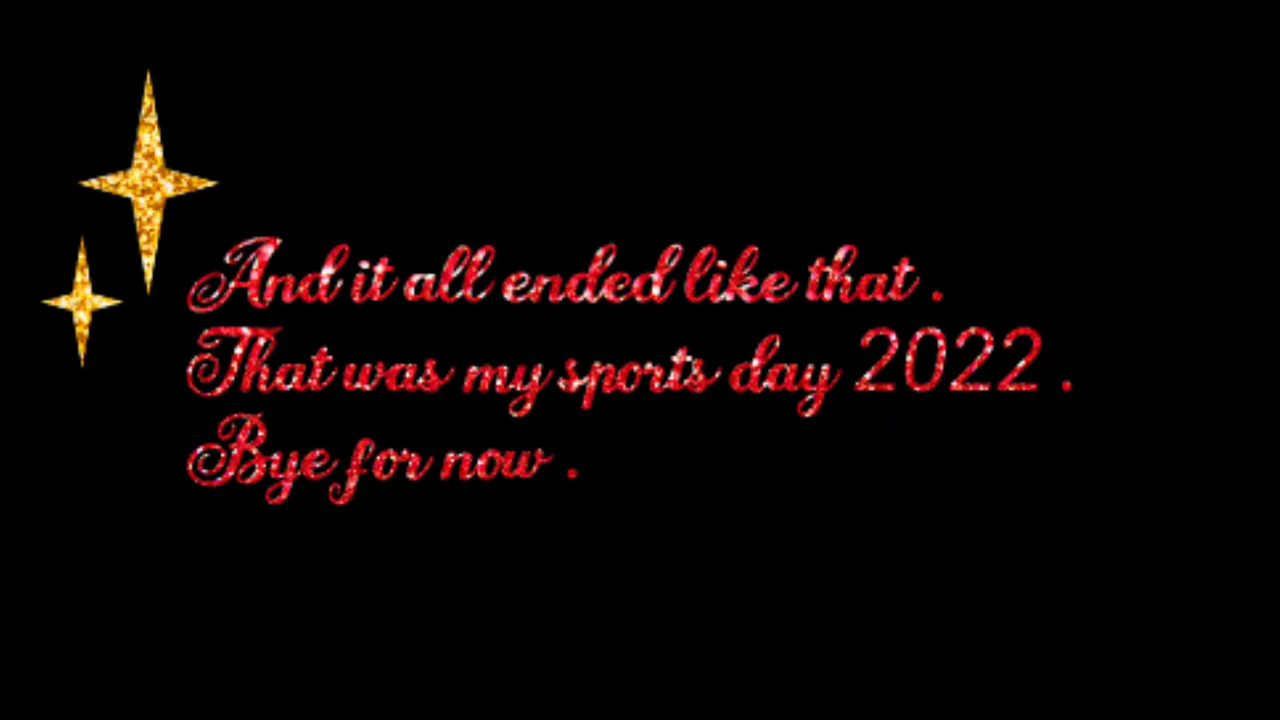 And it all ended like that .
That was my sports day 2022 .
Bye for now .